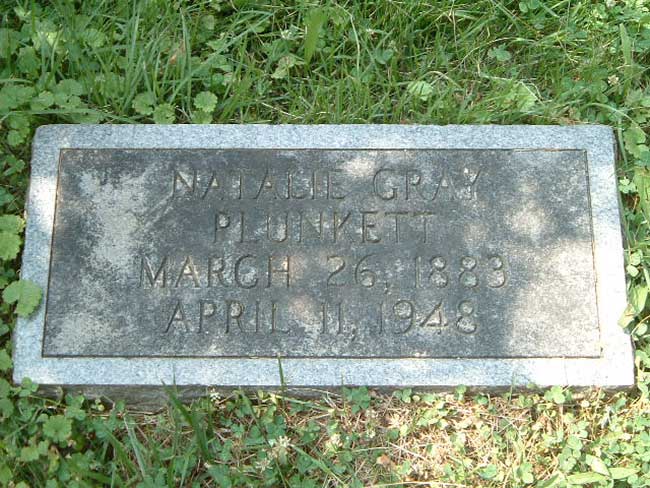 NATALIE GRAY
PLUNKETT
MARCH 26, 1883
APRIL 11, 1948